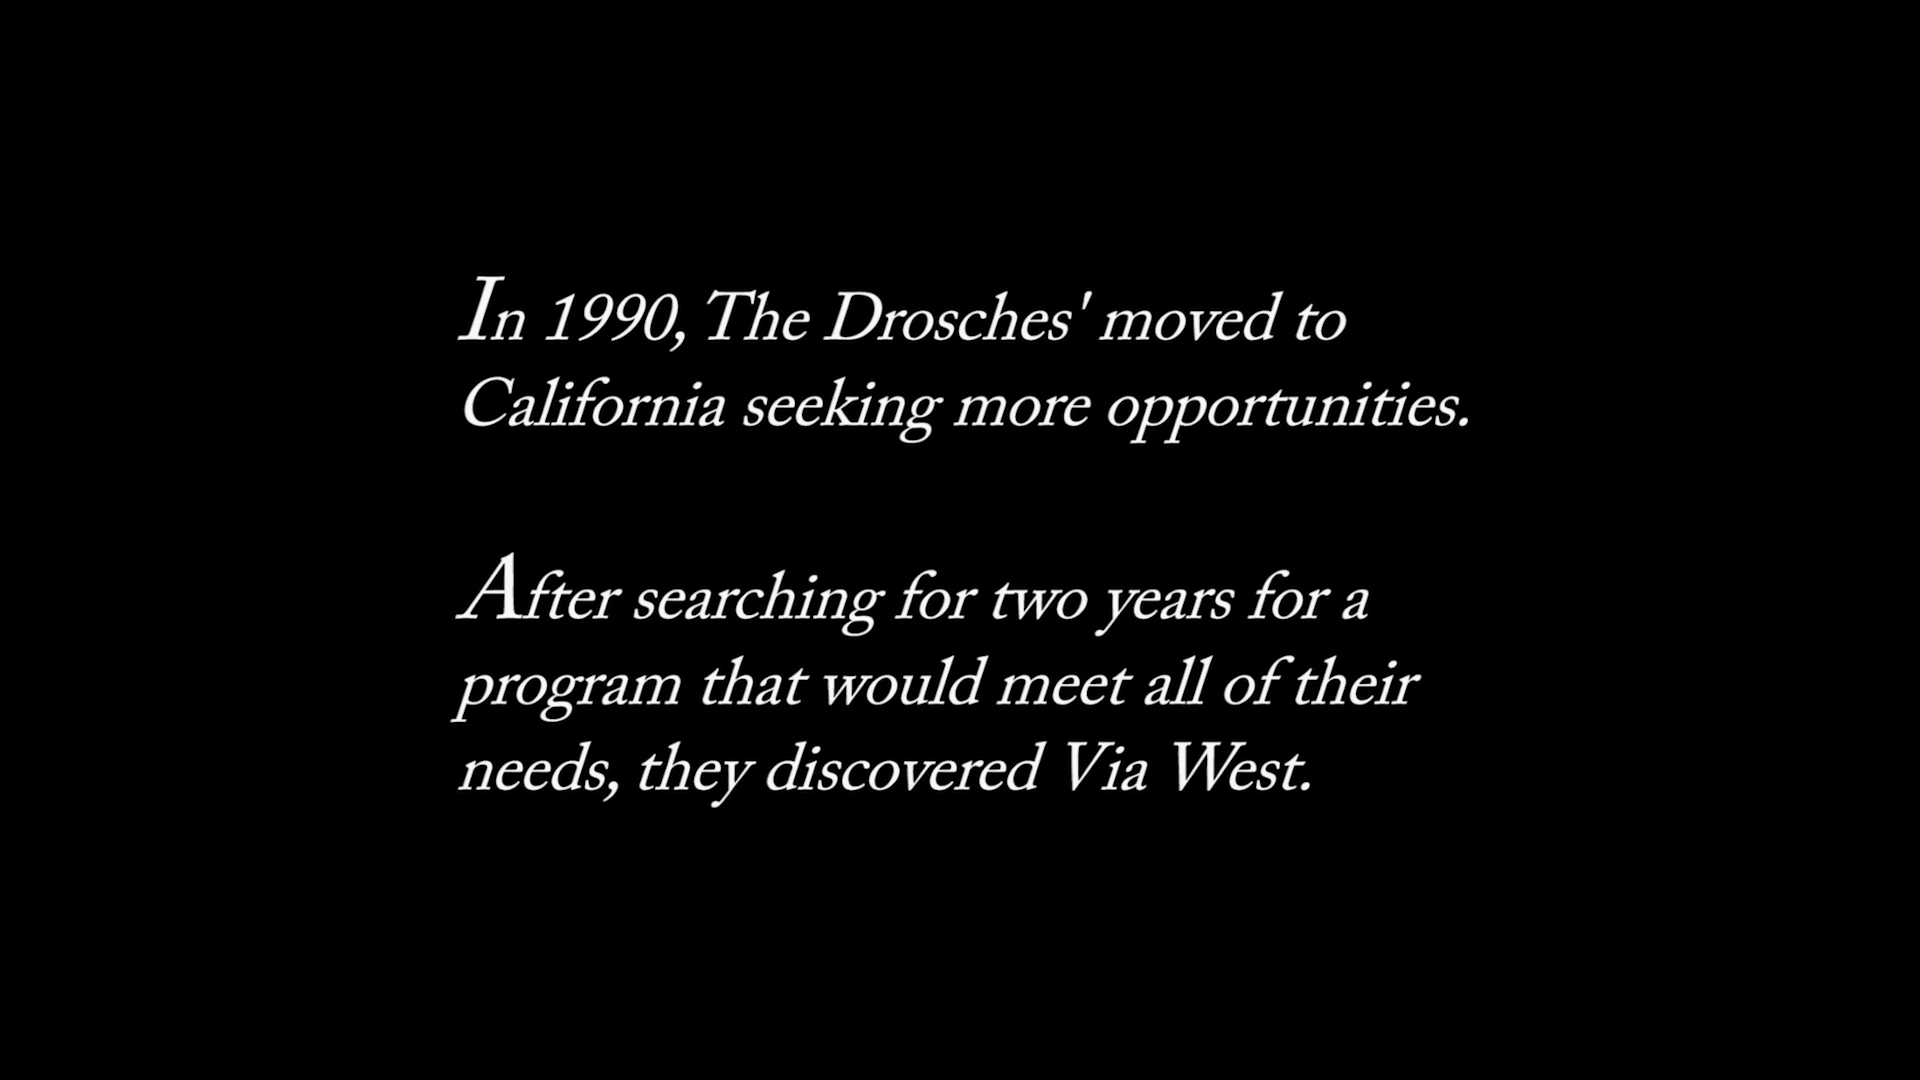 In 1990, The Drosches' moved to
California seeking more opportunities.
After searching for two years for a
program that would meet all of their
needs, they discovered Via West.